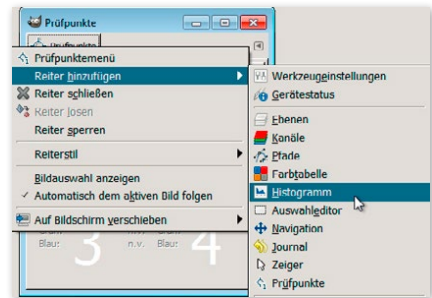 Prüfpunkte
Prüfpunkte
Prüfpunktemenü
Reiter hinzufügen
Reiter schließen
Reiter lösen
Reiter sperren
Reiterstil
Bildauswahl anzeigen
Automatisch dem aktiven Bild folgen
Auf Bildschirm verschieben
Werkzeugeinstellungen
Gerätestatus
Ebenen
Kanäle
Pfade
Farbtabelle
Histogramm
Auswahleditor
Navigation
Journal
Zeiger
Prüfpunkte
Blau: 3 n.v. Blau: 4 n.v.